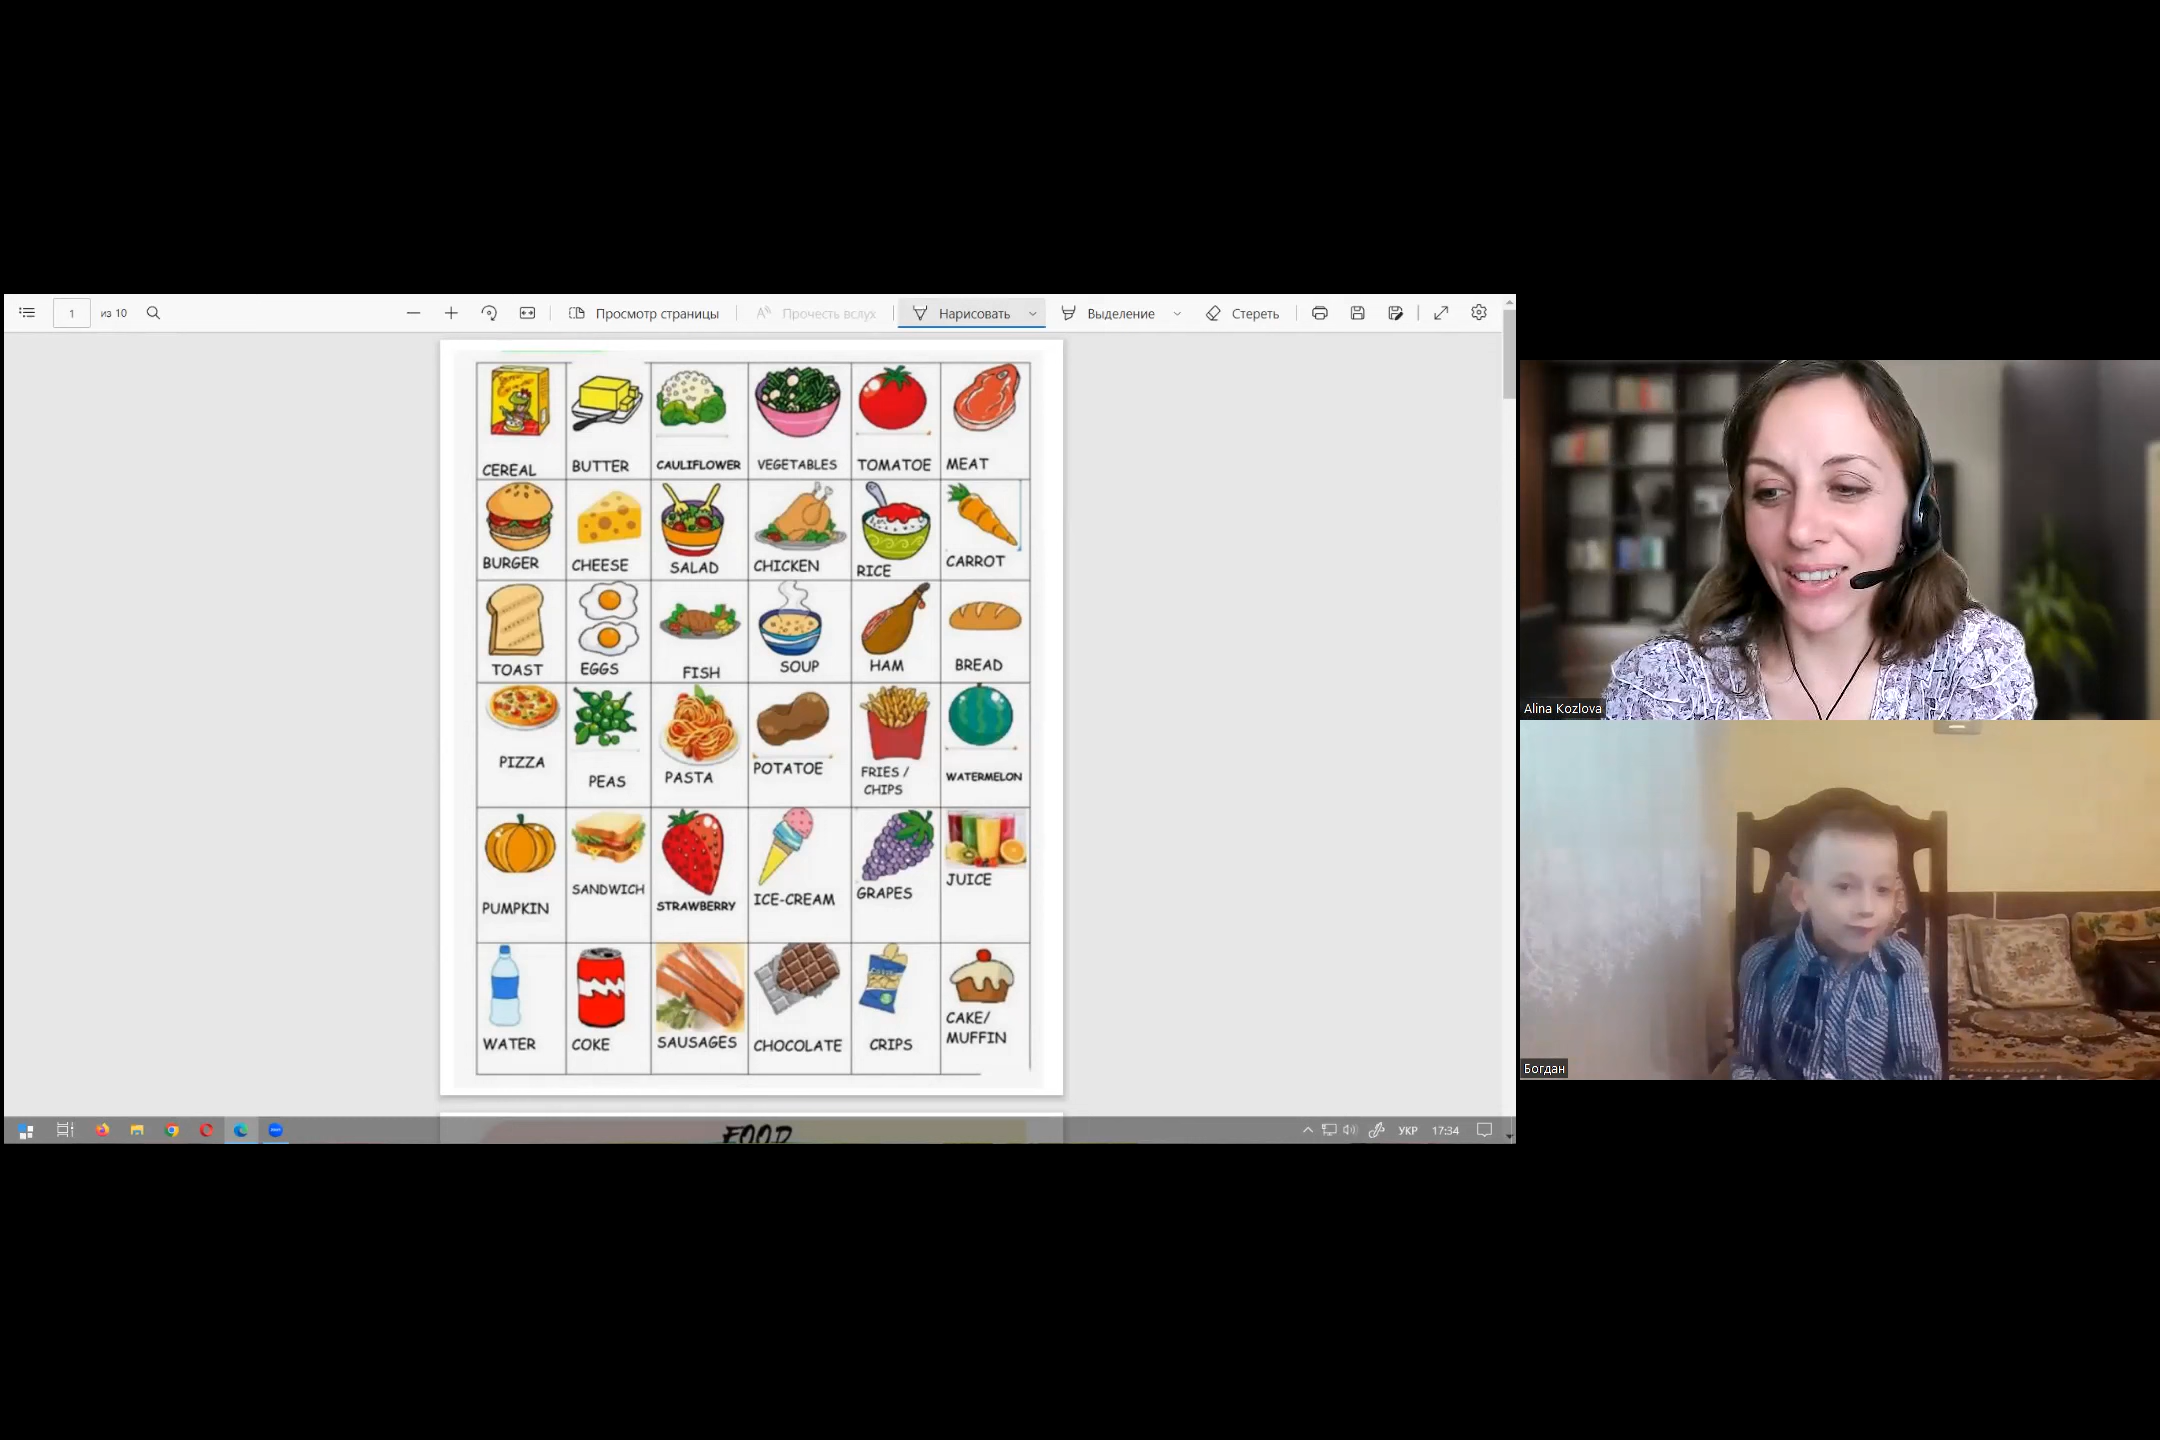 1 из 10 Просмотр страницы Прочесть вслух Нарисовать Выделение Стереть
CEREAL BUTTER CAULIFLOWER VEGETABLES TOMATOE MEAT
BURGER CHEESE SALAD CHICKEN RICE CARROT
TOAST EGGS FISH SOUP HAM BREAD
PIZZA PEAS PASTA POTATOE FRIES / WATERMELON
CHIPS
PUMPKIN SANDWICH STRAWBERRY ICE-CREAM GRAPES JUICE
WATER COKE SAUSAGES CHOCOLATE CRIPS CAKE/
MUFFIN
FOOD
УКР 17:34
Alina Kozlova
Богдан